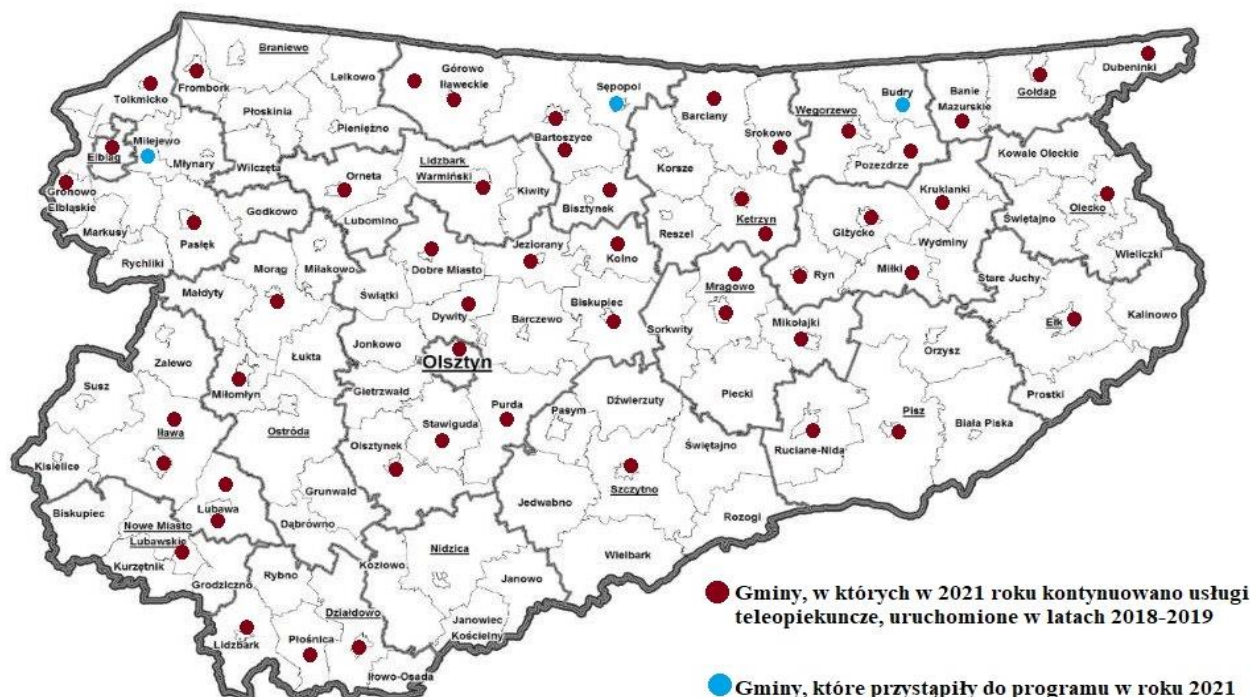 Braniewo
Dubeninki
Gołdap
Lelkowo
Górowo
Iławeckie
Frombork
Tolkmicko
Sępopol
Budry
Banie
Mazurskie
Węgorzewo
Barciany
Płoskinia
Pieniężno
Bartoszyce
Srokowo
Pozezdrze
Milejewo
Elbląg
Młynary
Wilczęta
Lidzbark
Warmiński
Korsze
Kowale Oleckie
Orneta
Kiwity
Kruklanki
Gronowo
Elbląskie
Godkowo
Lubomino
Bisztynek
Kętrzyn
Olecko
Świętajno
Markusy
Pasłęk
Reszel
Giżycko
Wydminy
Rychliki
Jeziorany
Kolno
Wieliczki
Morąg
Miłakowo
Dobre Miasto
Mrągowo
Ryn
Miłki
Stare Juchy
Małdyty
Świątki
Biskupiec
Dywity
Barczewo
Sorkwity
Mikołajki
Ełk
Kalinowo
Jonkowo
Zalewo
Łukta
Olsztyn
Orzysz
Susz
Miłomłyn
Gietrzwałd
Dźwierzuty
Piecki
Prostki
Purda
Pasym
Pisz
Iława
Ostróda
Stawiguda
Biała Piska
Olsztynek
Świętajno
Ruciane-Nida
Kisielice
Szczytno
Grunwald
Jedwabno
Biskupiec
Lubawa
Rozogi
Nowe Miasto
Lubawskie
Dąbrówno
Nidzica
Wielbark
Kurzętnik
Kozłowo
Rybno
Janowo
Grodziczno
Działdowo
Janowiec
Kościelny
Lidzbark
Płośnica
Iłowo-Osada
Gminy, w których w 2021 roku kontynuowano usługi
teleopiekuncze, uruchomione w latach 2018-2019
Gminy, które przystąpiły do programu w roku 2021